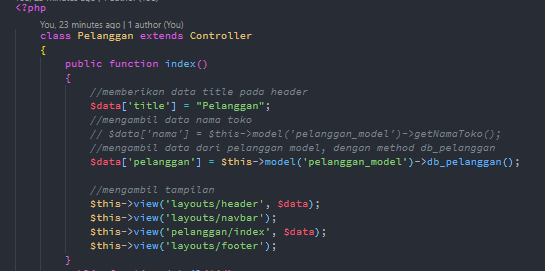 <?php
You, 23 minutes ago | 1 author (You)
class Pelanggan extends Controller
{
public function index()
{
//memberikan data title pada header
$data['title'] = "Pelanggan";
//mengambil data nama toko
// $data['nama'] = $this->model('pelanggan_model')->getNamaToko();
//mengambil data dari pelanggan model, dengan method db_pelanggan
$data['pelanggan'] = $this->model('pelanggan_model')->db_pelanggan();
//mengambil tampilan
$this->view('layouts/header', $data);
$this->view('layouts/navbar');
$this->view('pelanggan/index', $data);
$this->view('layouts/footer');
}